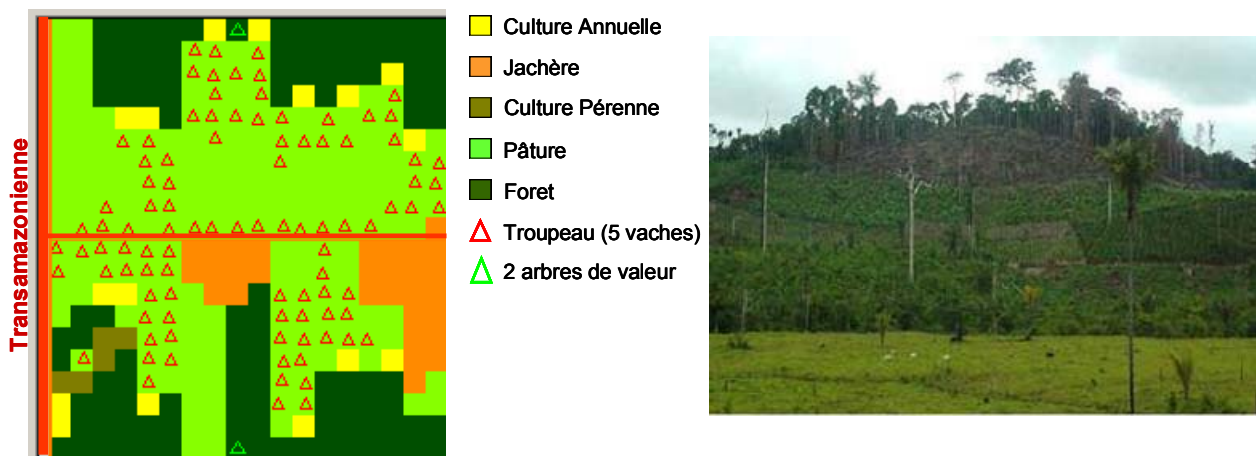 Transamazonienne
Culture Annuelle
Jachère
Culture Pérenne
Pâture
Foret
Troupeau (5 vaches)
2 arbres de valeur